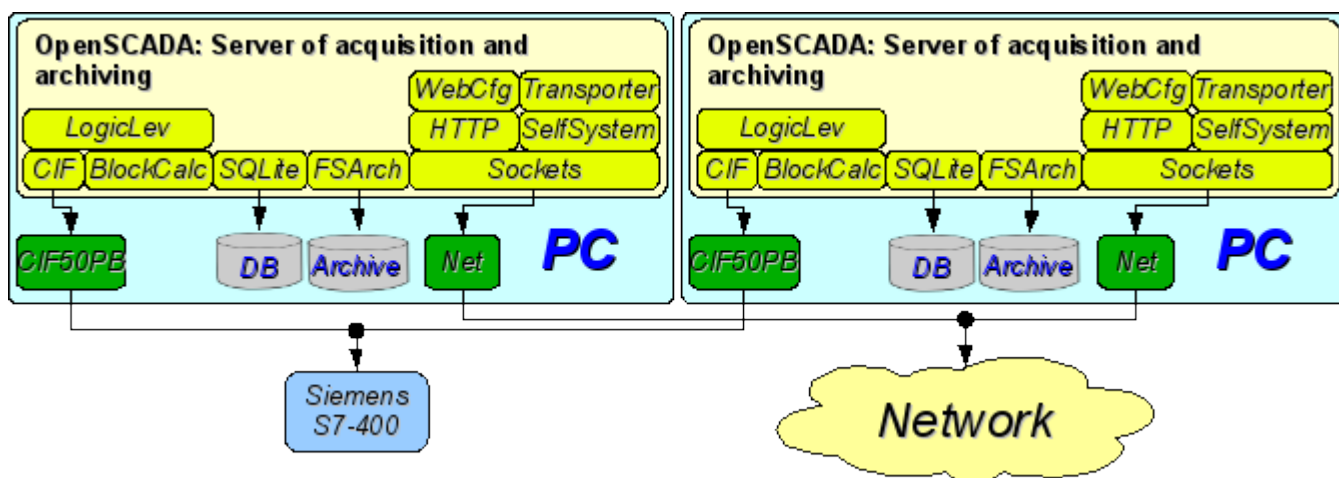 OpenSCADA: Server of acquisition and
archiving
WebCfg Transporter
LogicLev HTTP SelfSystem
CIF BlockCalc SQLite FSArch Sockets
CIF50PB DB Archive Net PC
OpenSCADA: Server of acquisition and
archiving
WebCfg Transporter
LogicLev HTTP SelfSystem
CIF BlockCalc SQLite FSArch Sockets
CIF50PB DB Archive Net PC
Siemens
S7-400
Network